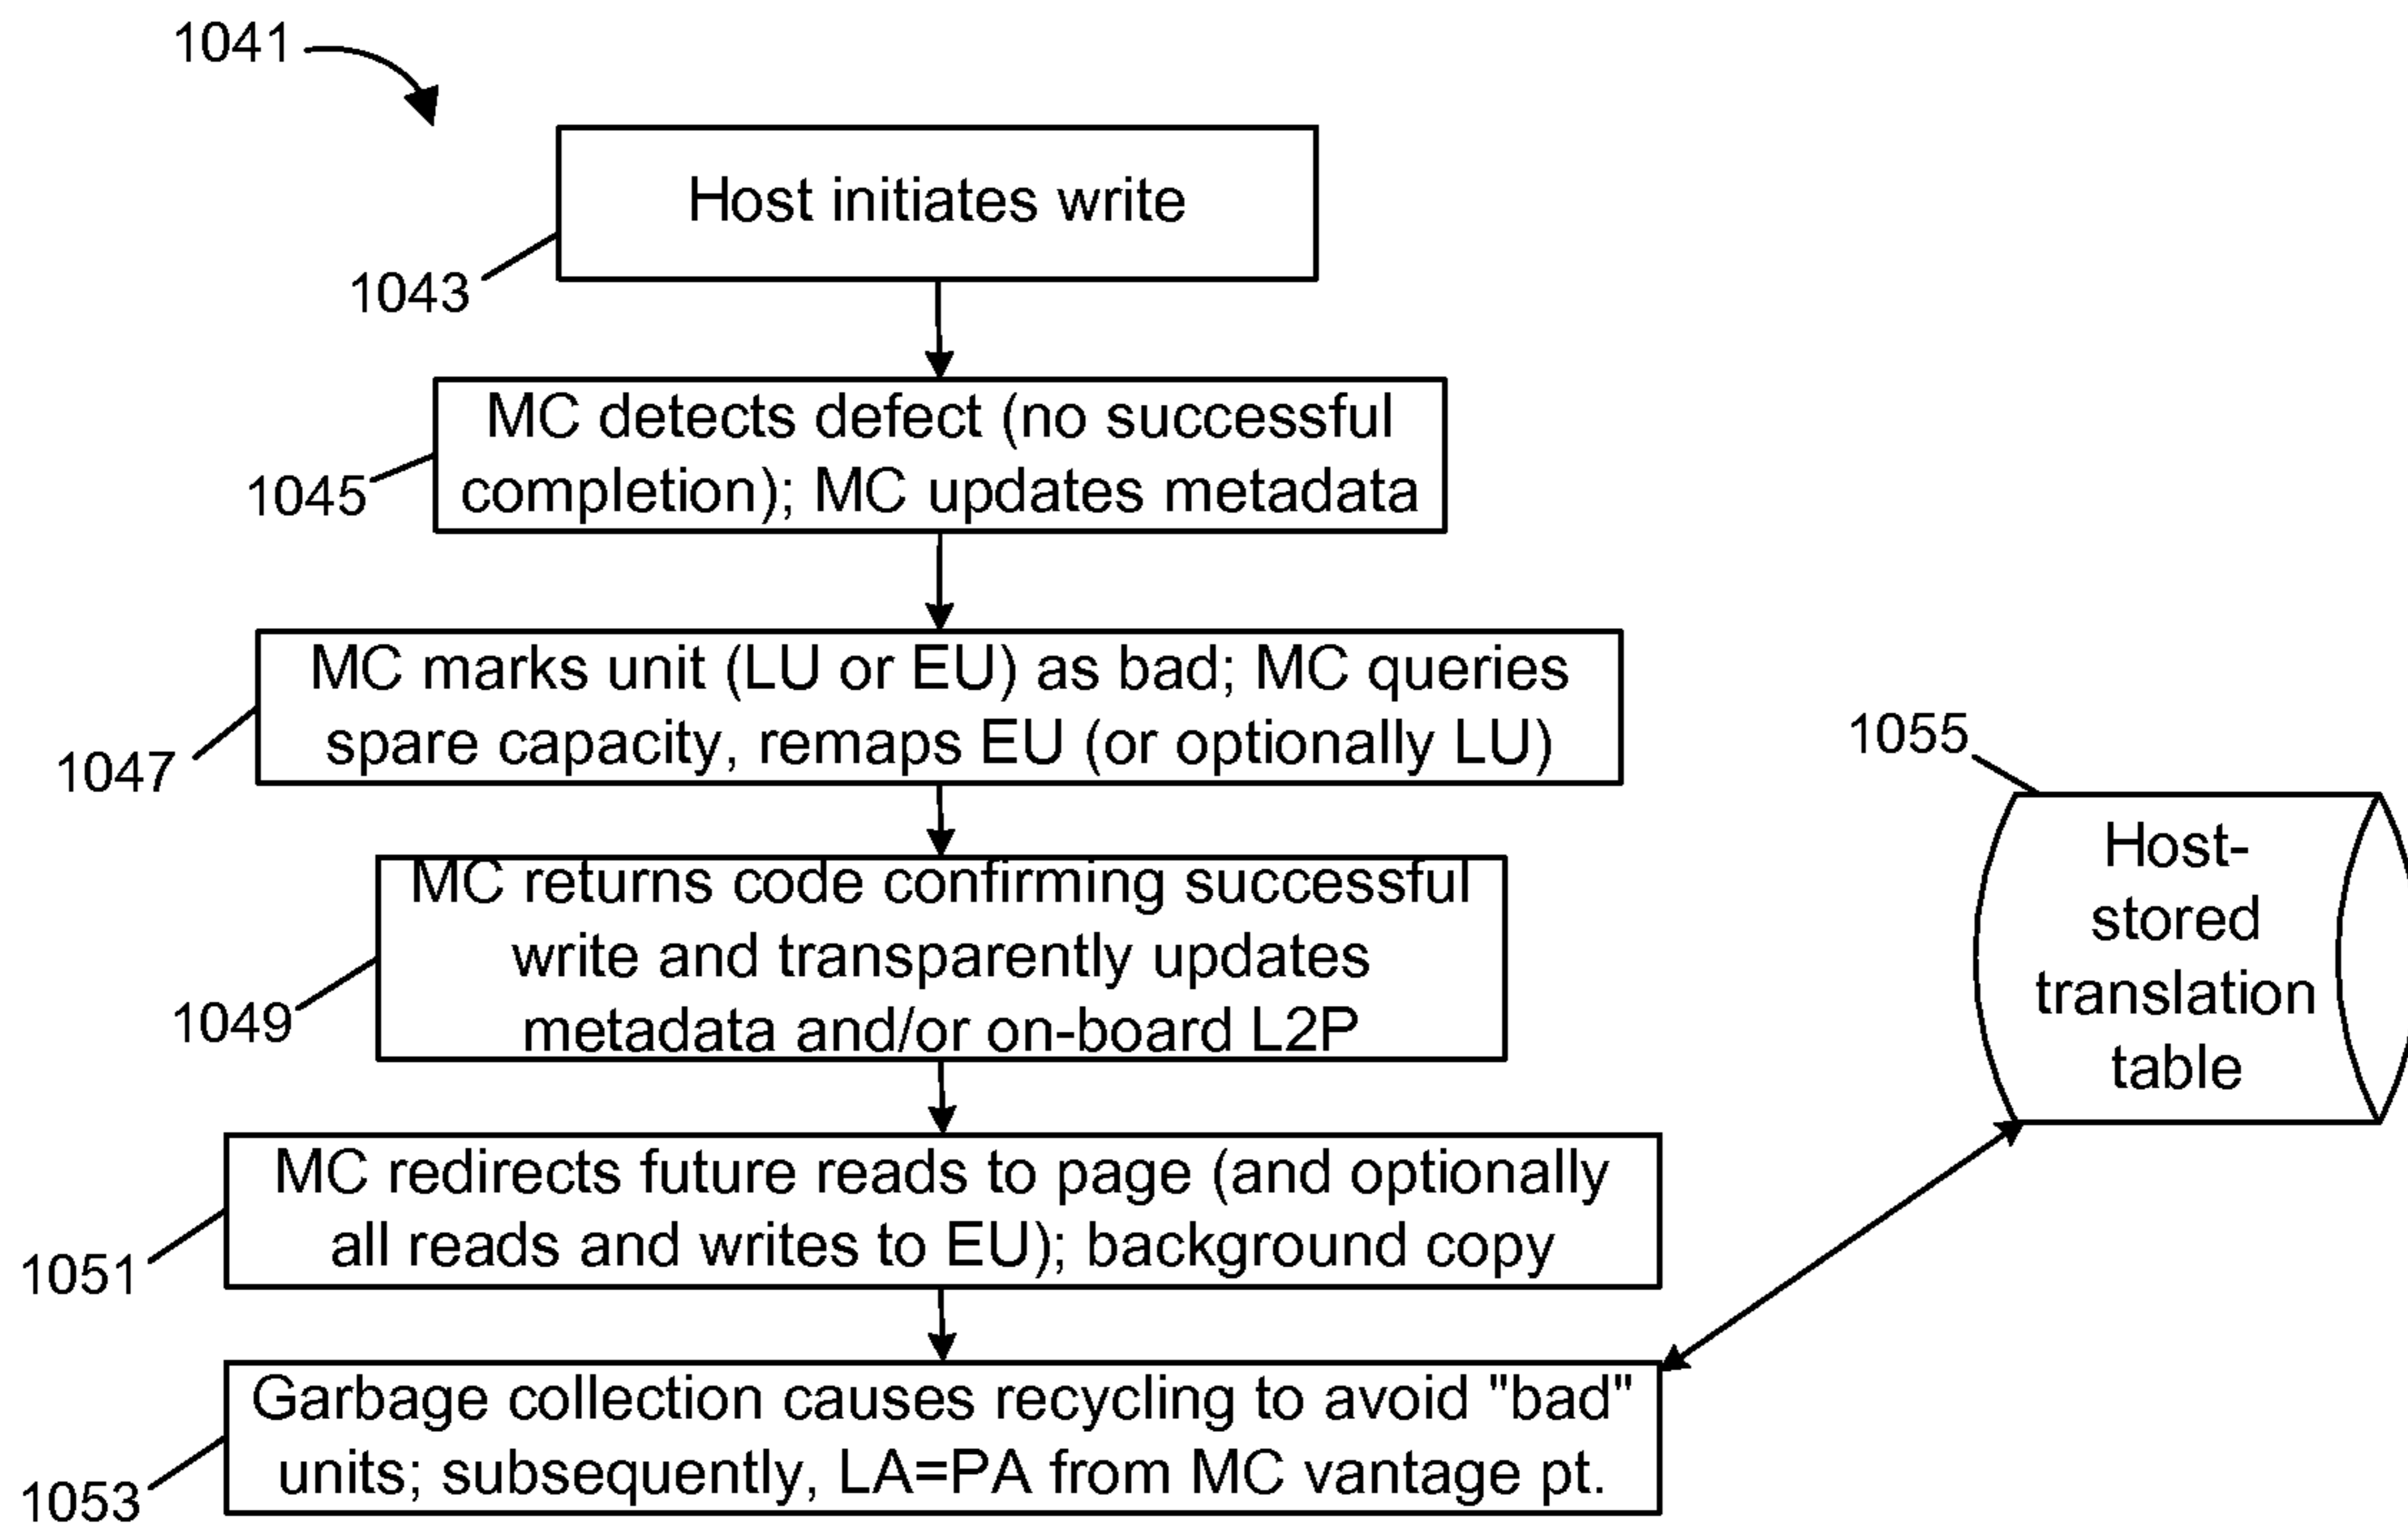 1041
Host initiates write
1043
MC detects defect (no successful
completion); MC updates metadata
1045
MC marks unit (LU or EU) as bad; MC queries
spare capacity, remaps EU (or optionally LU)
1047
1055
Host-
stored
translation
table
MC returns code confirming successful
write and transparently updates
metadata and/or on-board L2P
1049
MC redirects future reads to page (and optionally
all reads and writes to EU); background copy
1051
Garbage collection causes recycling to avoid "bad"
units; subsequently, LA=PA from MC vantage pt.
1053